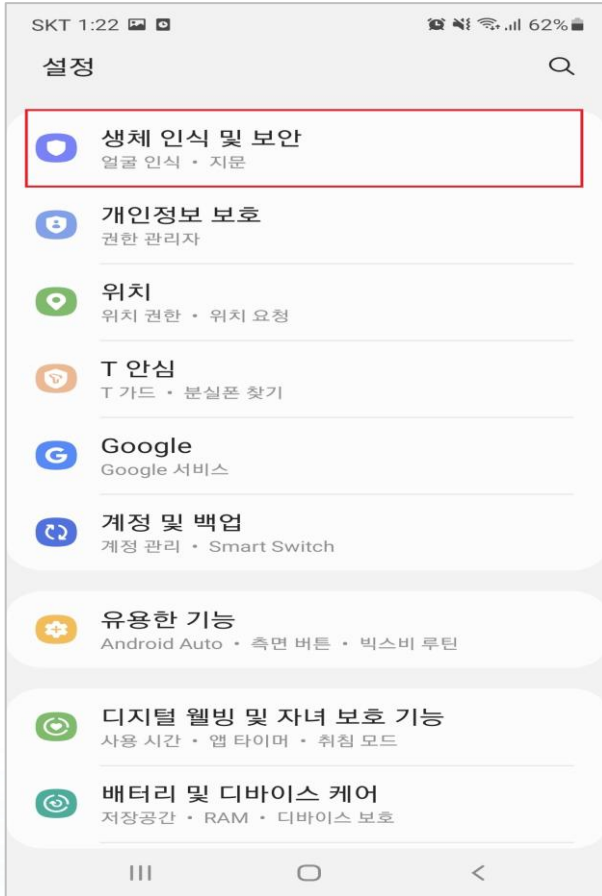 SKT 1:22
62%
설정
생체 인식 및 보안
얼굴 인식 • 지문
개인정보 보호
권한 관리자
위치
위치 권한 • 위치 요청
T 안심
T 가드 • 분실폰 찾기
Google
Google 서비스
계정 및 백업
계정 관리 • Smart Switch
유용한 기능
Android Auto • 측면 버튼 • 빅스비 루틴
디지털 웰빙 및 자녀 보호 기능
사용 시간 • 앱 타이머 • 취침 모드
배터리 및 디바이스 케어
저장공간 • RAM • 디바이스 보호